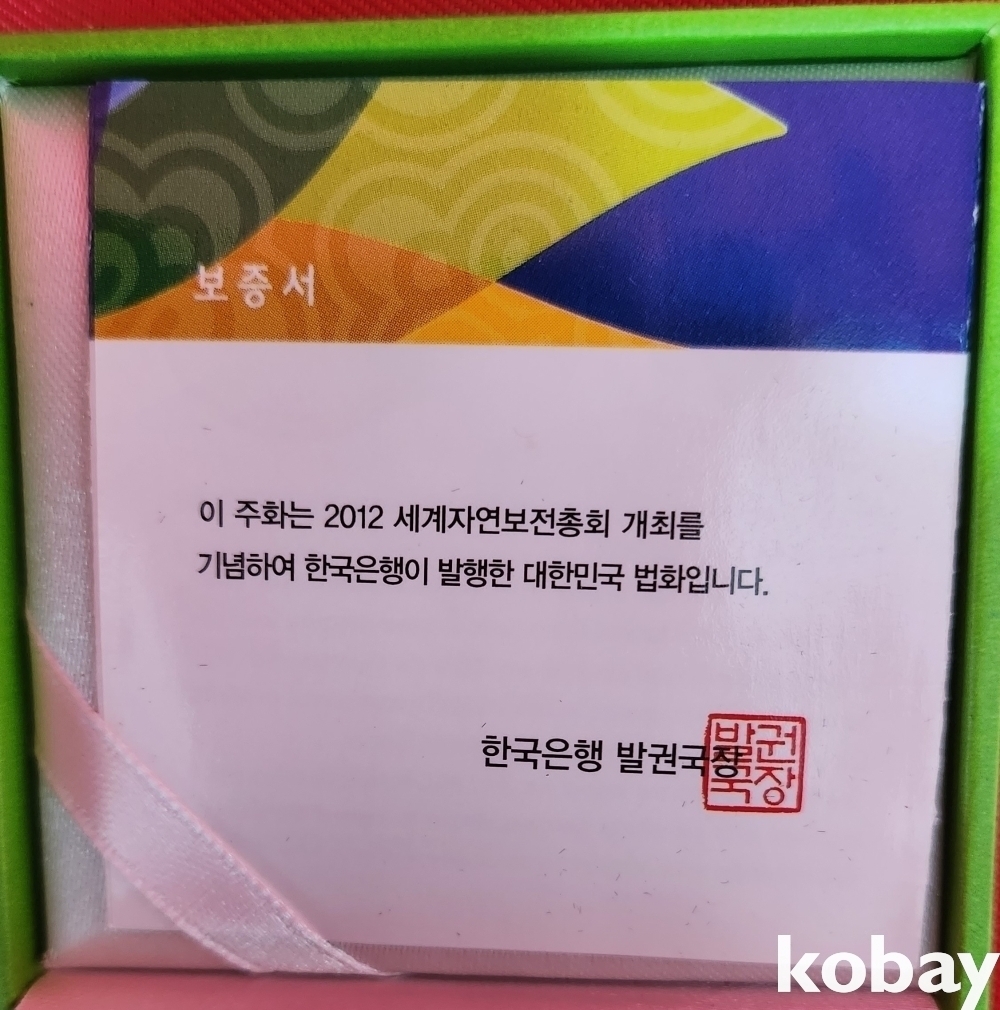 보증서
이 주화는 2012 세계자연보전총회 개최를
기념하여 한국은행이 발행한 대한민국 법화입니다.
한국은행 발권국장
발권
국장
kobay